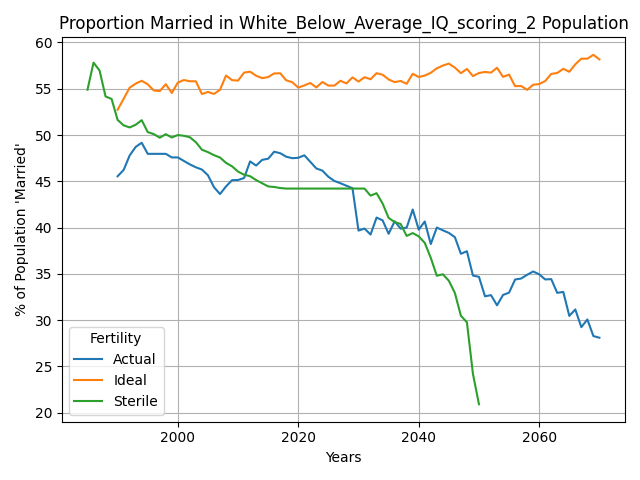 Proportion Married in White_Below_Average_IQ_scoring_2 Population
% of Population 'Married'
60
55
50
45
40
35
30
25
20
Fertility
Actual
Ideal
Sterile
2000 2020 2040 2060
Years